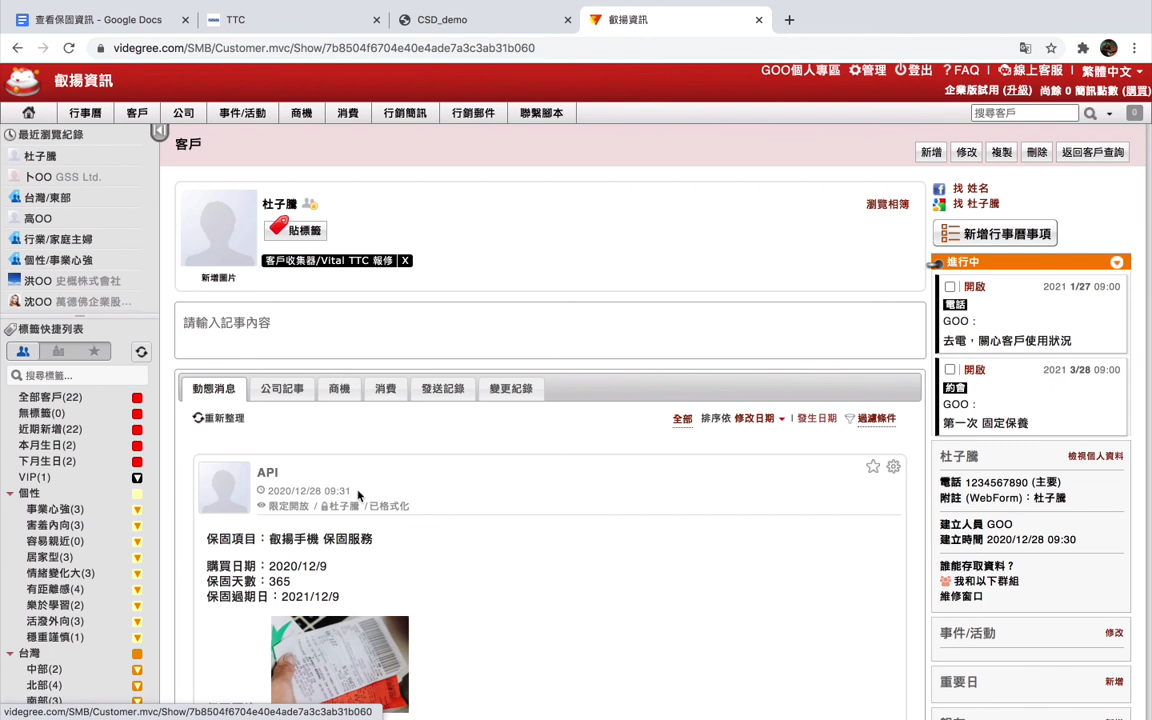 查看保固資訊 - Google Docs
TTC
CSD_demo
叡揚資訊
videgree.com/SMB/Customer.mvc/Show/7b8504f6704e40e4ade7a3c3ab31b060
叡揚資訊
GOO個人專區 管理 登出 ? FAQ | 線上客服 | 繁體中文
企業版試用 (升級) 尚餘 0 簡訊點數 (購買)
行事曆 客戶 公司 事件/活動 商機 消費 行銷簡訊 行銷郵件 聯繫腳本
搜尋客戶
0
最近瀏覽紀錄
杜子騰
卜OO GSS Ltd.
台灣/東部
高OO
行業/家庭主婦
個性/事業心強
洪OO 史概株式會社
沈OO 萬德佛企業股...
標籤快捷列表
搜尋標籤...
全部客戶(22)
無標籤(0)
近期新增(22)
本月生日(2)
下月生日(2)
VIP(1)
個性
事業心強(3)
害羞內向(3)
容易親近(0)
居家型(3)
情緒變化大(3)
有距離感(4)
樂於學習(2)
活潑外向(3)
穩重謹慎(1)
台灣
中部(2)
北部(4)
南部(3)
客戶
新增 修改 複製 刪除 返回客戶查詢
杜子騰
貼標籤
客戶收集器/Vital TTC 報修 | X
新增圖片
瀏覽相簿
請輸入記事內容
動態消息 公司記事 商機 消費 發送記錄 變更紀錄
重新整理
全部 排序依 修改日期 | 發生日期 過濾條件
API
2020/12/28 09:31
限定開放 / 杜子騰 / 已格式化
保固項目：叡揚手機 保固服務
購買日期：2020/12/9
保固天數：365
保固過期日：2021/12/9
找 姓名
找 杜子騰
新增行事曆事項
進行中
開啟 2021 1/27 09:00
電話
GOO：
去電，關心客戶使用狀況
開啟 2021 3/28 09:00
約會
GOO：
第一次 固定保養
杜子騰 檢視個人資料
電話 1234567890 (主要)
附註 (WebForm)：杜子騰
建立人員 GOO
建立時間 2020/12/28 09:30
誰能存取資料？
我和以下群組
維修窗口
事件/活動 修改
重要日 新增
videgree.com/SMB/Customer.mvc/Show/7b8504f6704e40e4ade7a3c3ab31b060